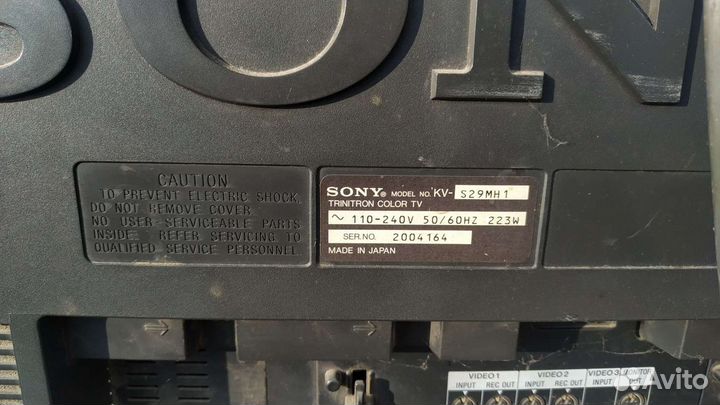 SON
CAUTION
TO PREVENT ELECTRIC SHOCK,
DO NOT REMOVE COVER.
NO USER-SERVICEABLE PARTS
INSIDE. REFER SERVICING TO
QUALIFIED SERVICE PERSONNEL
SONY® MODEL NO. KV- S29MH1
TRINITRON COLOR TV
~ 110-240V 50/60HZ 223W
SER.NO. 2004164
MADE IN JAPAN
VIDEO 1 VIDEO 2 VIDEO 3 MONITOR
INPUT REC OUT INPUT REC OUT INPUT OUT
Avito